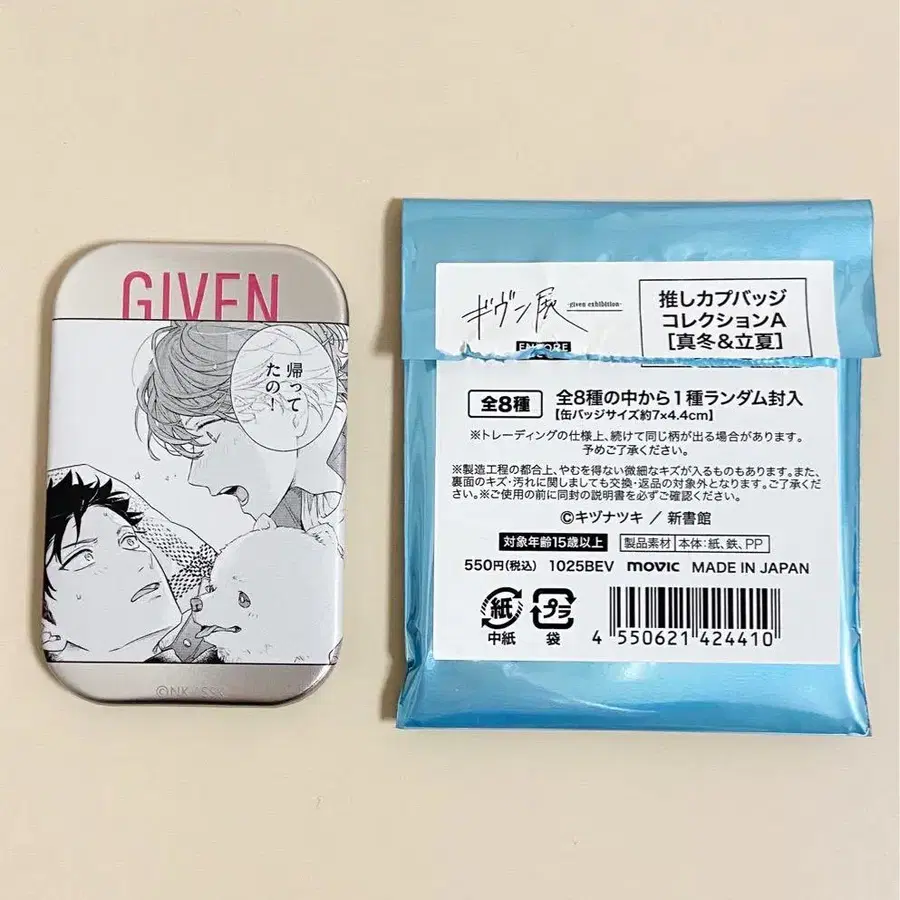 GIVEN
帰って
たの！
©NK,ASSK
ギヴン展
-given exhibition-
ENCORE
推しカプバッジ
コレクションA
[真冬&立夏]
全8種
全8種の中から1種ランダム封入
【缶バッジサイズ約7×4.4cm】
※トレーディングの仕様上、続けて同じ柄が出る場合があります。
予めご了承ください。
※製造工程の都合上、やむを得ない微細なキズが入るものもあります。また、
裏面のキズ・汚れに関しましても交換・返品の対象外となります。ご了承くだ
さい。※ご使用の前に同封の説明書を必ずご確認ください。
©キヅナツキ / 新書館
対象年齢15歳以上
製品素材
本体:紙、鉄、PP
550円(税込) 1025BEV movic MADE IN JAPAN
紙
中紙
プラ
袋
4 550621 424410